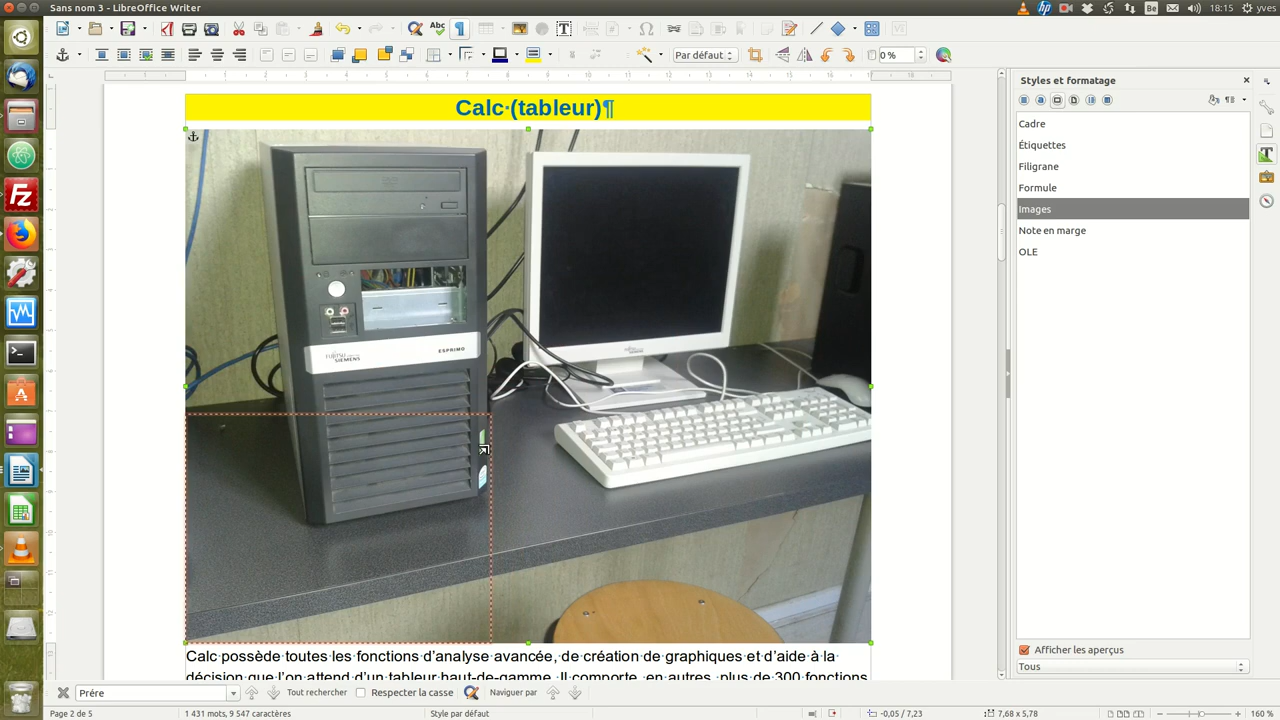 Sans nom 3 - LibreOffice Writer
hp
Be
18:15
yves
Abc
T
Ω
Par défaut
0 %
Styles et formatage
Calc·(tableur)¶
Cadre
Étiquettes
Filigrane
Formule
Images
Note en marge
OLE
FUJITSU SIEMENS
ESPRIMO
Calc·possède·toutes·les·fonctions·d'analyse·avancée,·de·création·de·graphiques·et·d'aide·à·la·
décision·que·l'on·attend·d'un·tableur·haut-de-gamme.·Il·comporte,·en·autres,·plus·de·300·fonctions
Afficher les aperçus
Tous
Prére
Tout rechercher
Respecter la casse
Naviguer par
Page 2 de 5
1 431 mots, 9 547 caractères
Style par défaut
-0,05 / 7,23
7,68 x 5,78
160 %